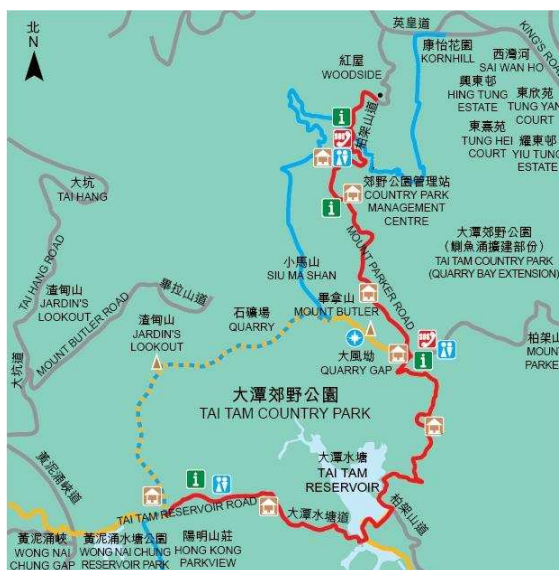 北
N
英皇道
KING'S ROAD
康怡花園
KORNHILL
西灣河
SAI WAN HO
紅屋
WOODSIDE
興東邨
HING TUNG
ESTATE
東欣苑
TUNG YAN
COURT
東熹苑
TUNG HEI
COURT
耀東邨
YIU TUNG
ESTATE
柏架山道
i
SOS
郊野公園管理站
COUNTRY PARK
MANAGEMENT
CENTRE
i
大坑
TAI HANG
大潭郊野公園
(鰂魚涌擴建部份)
TAI TAM COUNTRY PARK
(QUARRY BAY EXTENSION)
TAI HANG ROAD
渣甸山
JARDIN'S
LOOKOUT
MOUNT BUTLER ROAD
畢拉山道
小馬山
SIU MA SHAN
MOUNT PARKER ROAD
畢拿山
MOUNT BUTLER
石礦場
QUARRY
渣甸山
JARDIN'S
LOOKOUT
大風坳
QUARRY GAP
SOS
i
柏架山
MOUNT
PARKE
大坑道
大潭郊野公園
TAI TAM COUNTRY PARK
大潭水塘
TAI TAM
RESERVOIR
黃泥涌峽道
i
TAI TAM RESERVOIR ROAD
大潭水塘道
柏架山道
黃泥涌峽
WONG NAI
CHUNG GAP
黃泥涌水塘公園
WONG NAI CHUNG
RESERVOIR PARK
陽明山莊
HONG KONG
PARKVIEW